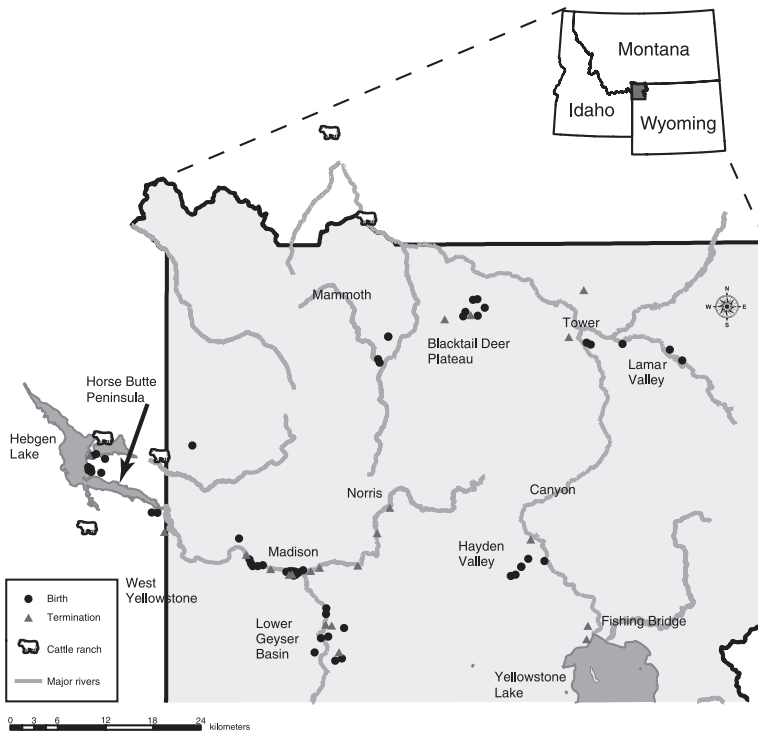 Montana
Idaho
Wyoming
Mammoth
N
W E
S
Tower
Blacktail Deer
Plateau
Lamar
Valley
Horse Butte
Peninsula
Hebgen
Lake
Norris
Canyon
Madison
Hayden
Valley
West
Yellowstone
Lower
Geyser
Basin
Fishing Bridge
Yellowstone
Lake
Birth
Termination
Cattle ranch
Major rivers
0 3 6 12 18 24
kilometers